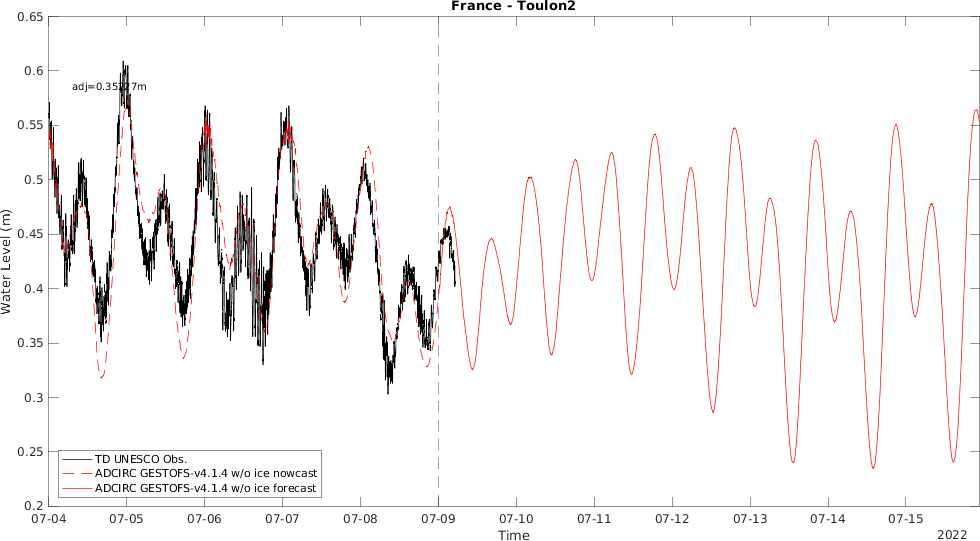 France - Toulon2
0.65
0.6
0.55
0.5
0.45
0.4
0.35
0.3
0.25
0.2
Water Level (m)
adj=0.35227m
TD UNESCO Obs.
ADCIRC GESTOFS-v4.1.4 w/o ice nowcast
ADCIRC GESTOFS-v4.1.4 w/o ice forecast
07-04 07-05 07-06 07-07 07-08 07-09 07-10 07-11 07-12 07-13 07-14 07-15
Time
2022